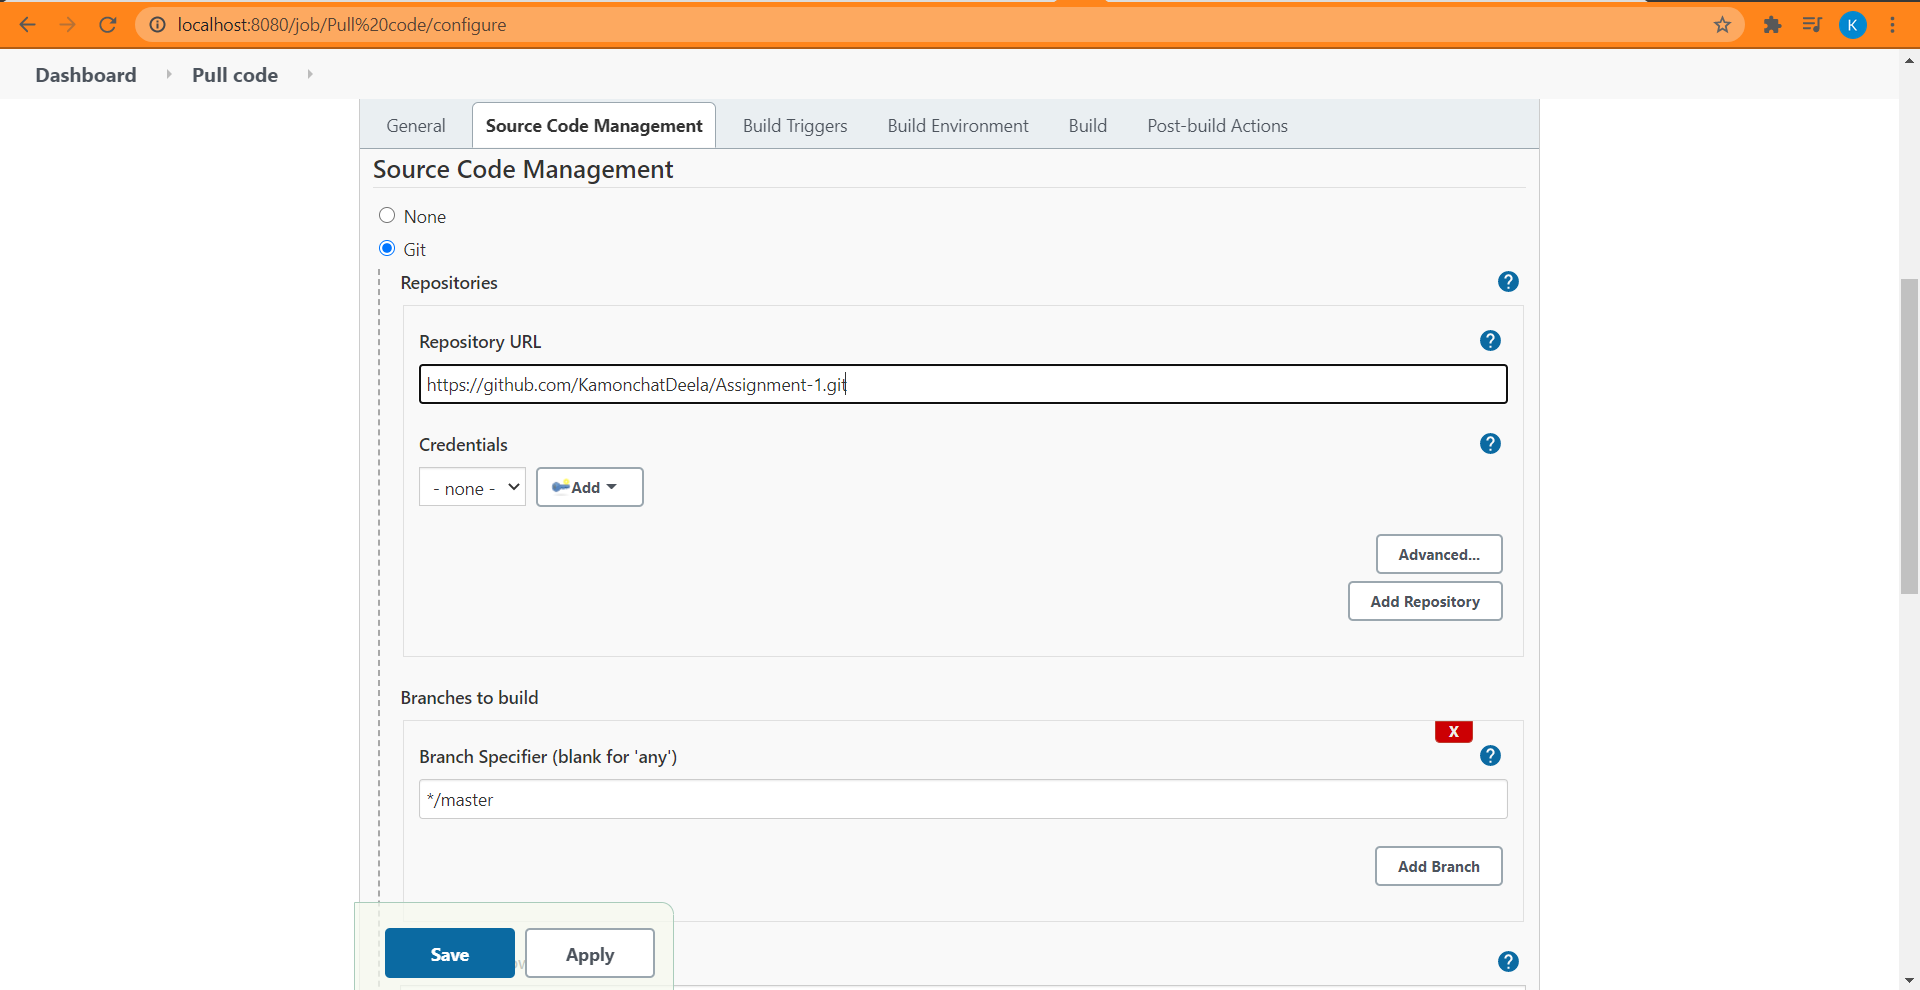 localhost:8080/job/Pull%20code/configure
K
Dashboard Pull code
General Source Code Management Build Triggers Build Environment Build Post-build Actions
Source Code Management
None
Git
Repositories
?
Repository URL
?
https://github.com/KamonchatDeela/Assignment-1.git
Credentials
?
- none - Add
Advanced...
Add Repository
Branches to build
X
Branch Specifier (blank for 'any')
?
*/master
Add Branch
Save Apply
?